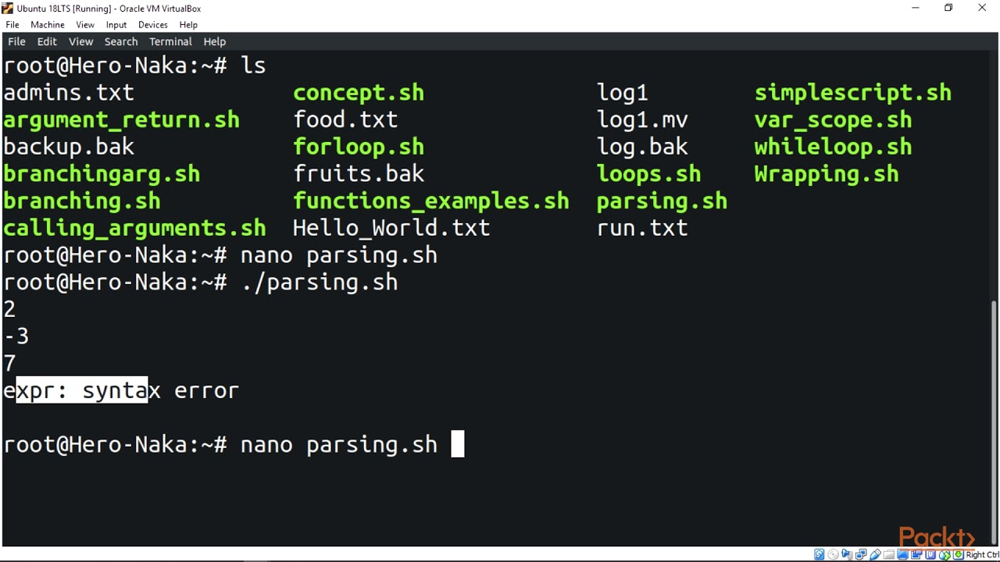 Ubuntu 18LTS [Running] - Oracle VM VirtualBox
File Machine View Input Devices Help
File Edit View Search Terminal Help
root@Hero-Naka:~# ls
admins.txt concept.sh log1 simplescript.sh
argument_return.sh food.txt log1.mv var_scope.sh
backup.bak forloop.sh log.bak whileloop.sh
branchingarg.sh fruits.bak loops.sh Wrapping.sh
branching.sh functions_examples.sh parsing.sh
calling_arguments.sh Hello_World.txt run.txt
root@Hero-Naka:~# nano parsing.sh
root@Hero-Naka:~# ./parsing.sh
2
-3
7
expr: syntax error
root@Hero-Naka:~# nano parsing.sh
Packt>
Right Ctrl